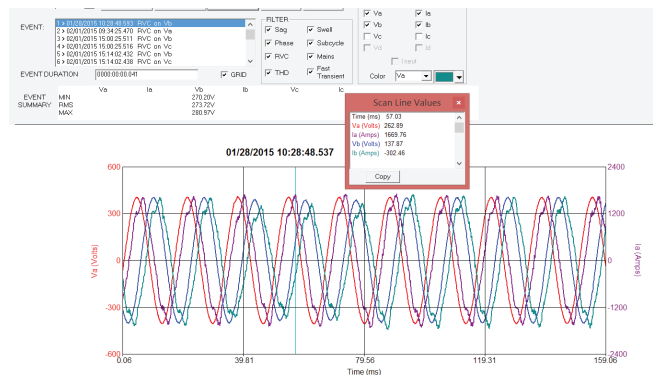 EVENT:
1 > 01/28/2015 10:28:48.593 RVC on Vb
2 > 02/01/2015 09:34:25.470 RVC on Va
3 > 02/01/2015 15:00:25.511 RVC on Vb
4 > 02/01/2015 15:00:25.516 RVC on Vc
5 > 02/01/2015 15:14:02.432 RVC on Vb
6 > 02/01/2015 15:14:02.438 RVC on Vc
EVENT DURATION 0000:00:00.041
GRID
FILTER
Sag Swell
Phase Subcycle
RVC Mains
THD Fast Transient
Va Ia
Vb Ib
Vc Ic
Vd Id
Input
Color Va
Va Ia Vb Ib Vc Ic
EVENT SUMMARY
MIN 270.20V
RMS 273.72V
MAX 280.97V
Scan Line Values ×
Time (ms) 57.03
Va (Volts) 262.89
Ia (Amps) 1669.76
Vb (Volts) 137.87
Ib (Amps) -302.46
Copy
01/28/2015 10:28:48.537
600
300
0
-300
-600
Va (Volts)
2400
1200
0
-1200
-2400
Ia (Amps)
0.06 39.81 79.56 119.31 159.06
Time (ms)